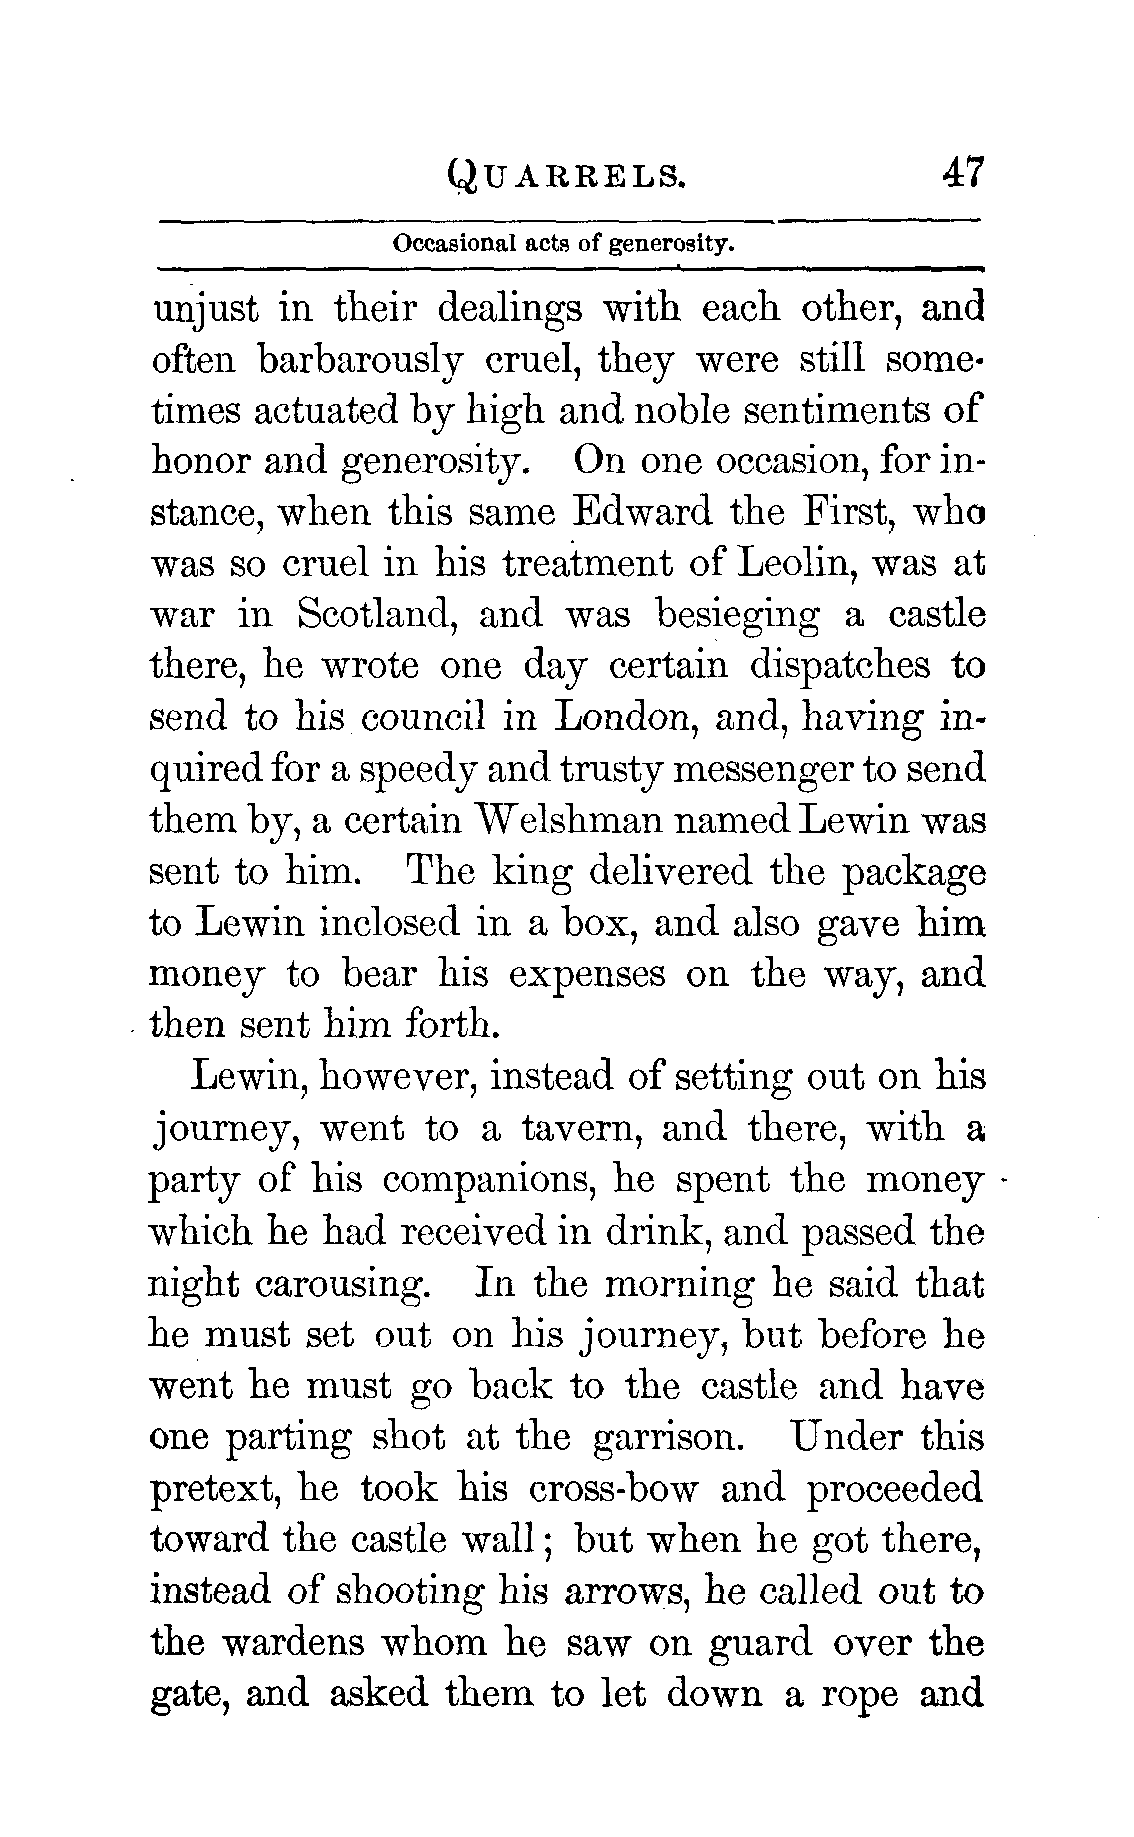 QUARRELS. 47
Occasional acts of generosity.
unjust in their dealings with each other, and
often barbarously cruel, they were still some-
times actuated by high and noble sentiments of
honor and generosity. On one occasion, for in-
stance, when this same Edward the First, who
was so cruel in his treatment of Leolin, was at
war in Scotland, and was besieging a castle
there, he wrote one day certain dispatches to
send to his council in London, and, having in-
quired for a speedy and trusty messenger to send
them by, a certain Welshman named Lewin was
sent to him. The king delivered the package
to Lewin inclosed in a box, and also gave him
money to bear his expenses on the way, and
then sent him forth.
Lewin, however, instead of setting out on his
journey, went to a tavern, and there, with a
party of his companions, he spent the money
which he had received in drink, and passed the
night carousing. In the morning he said that
he must set out on his journey, but before he
went he must go back to the castle and have
one parting shot at the garrison. Under this
pretext, he took his cross-bow and proceeded
toward the castle wall; but when he got there,
instead of shooting his arrows, he called out to
the wardens whom he saw on guard over the
gate, and asked them to let down a rope and